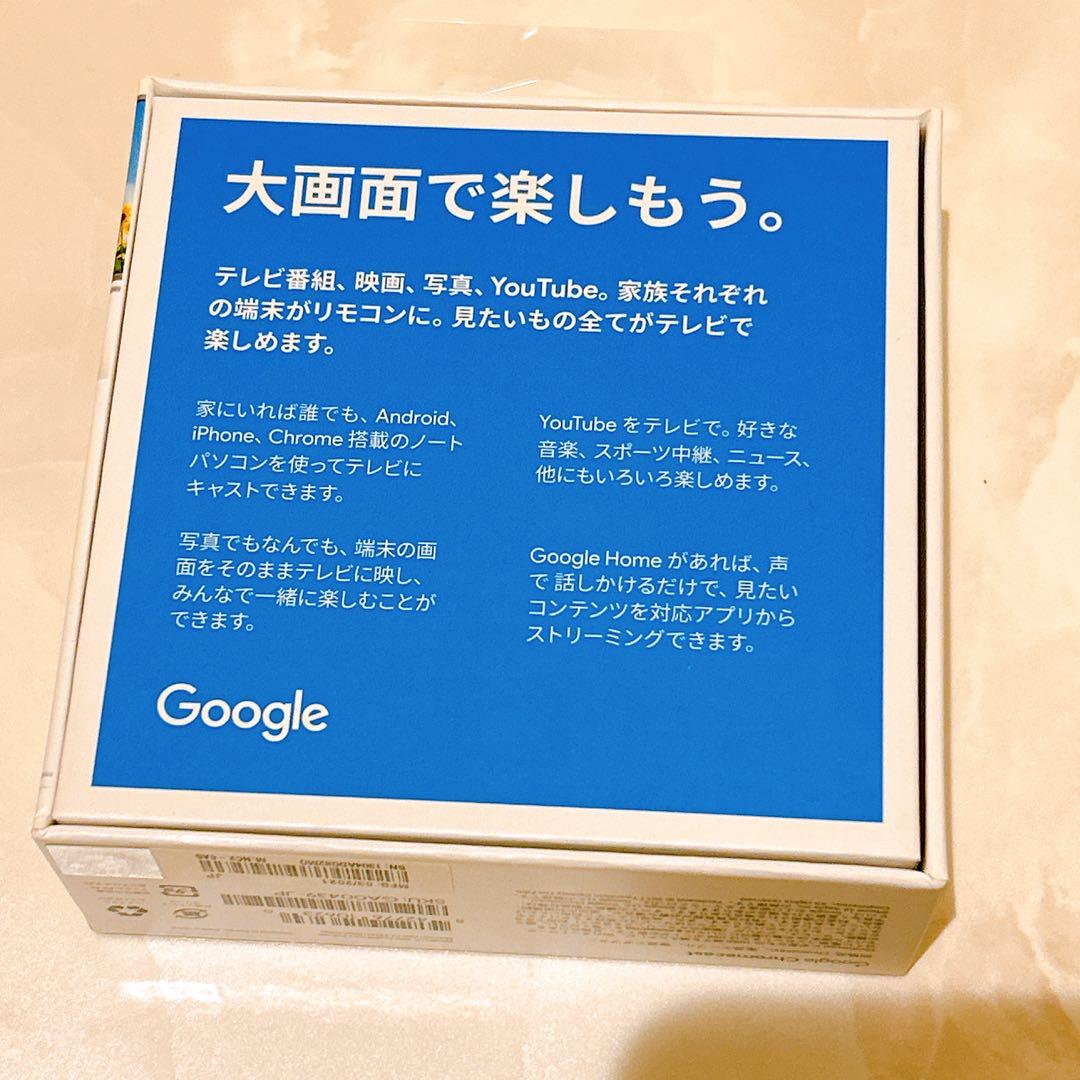 大画面で楽しもう。
テレビ番組、映画、写真、YouTube。家族それぞれ
の端末がリモコンに。見たいもの全てがテレビで
楽しめます。
家にいれば誰でも、Android、
iPhone、Chrome 搭載のノート
パソコンを使ってテレビに
キャストできます。
写真でもなんでも、端末の画
面をそのままテレビに映し、
みんなで一緒に楽しむことが
できます。
YouTube をテレビで。好きな
音楽、スポーツ中継、ニュース、
他にもいろいろ楽しめます。
Google Home があれば、声
で 話しかけるだけで、見たい
コンテンツを対応アプリから
ストリーミングできます。
Google
MFG: 03/2021
JP
SKU: GA00439-JP
Google Chromecast